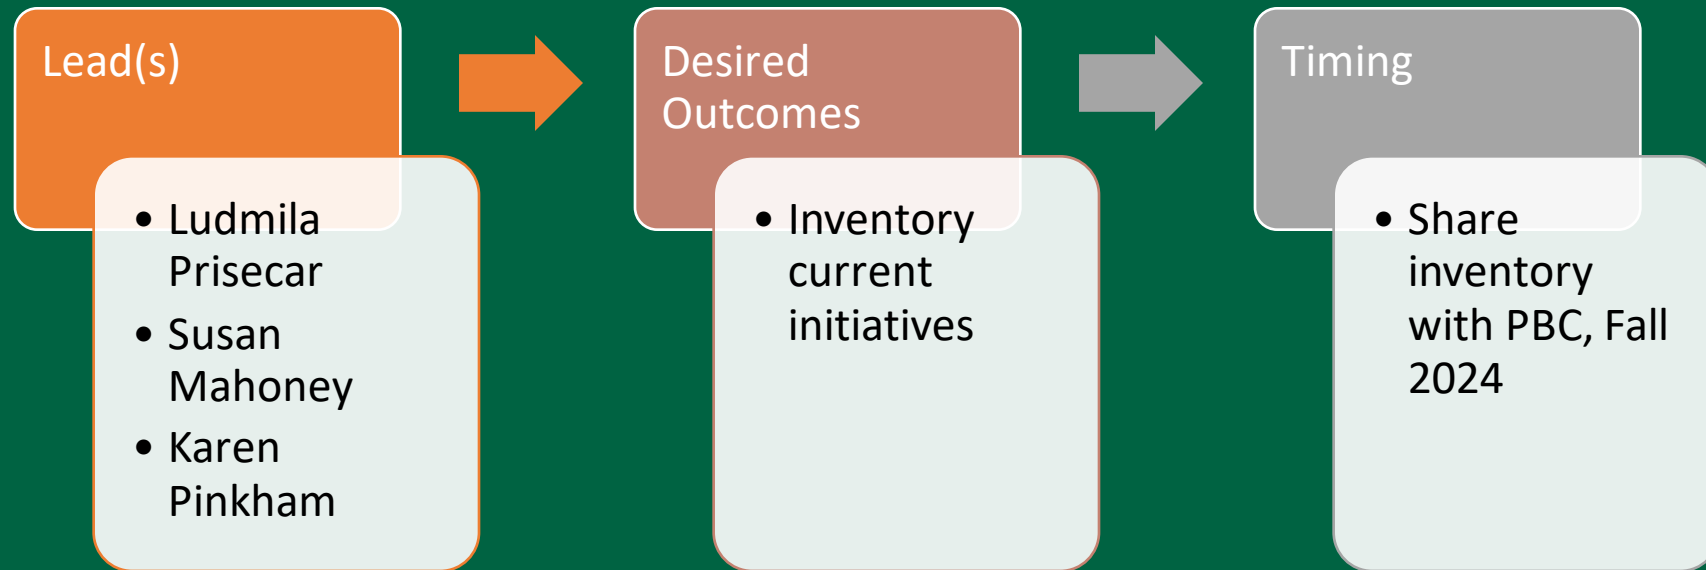 Lead(s)
• Ludmila
Prisecar
• Susan
Mahoney
• Karen
Pinkham
Desired
Outcomes
• Inventory
current
initiatives
Timing
• Share
inventory
with PBC, Fall
2024